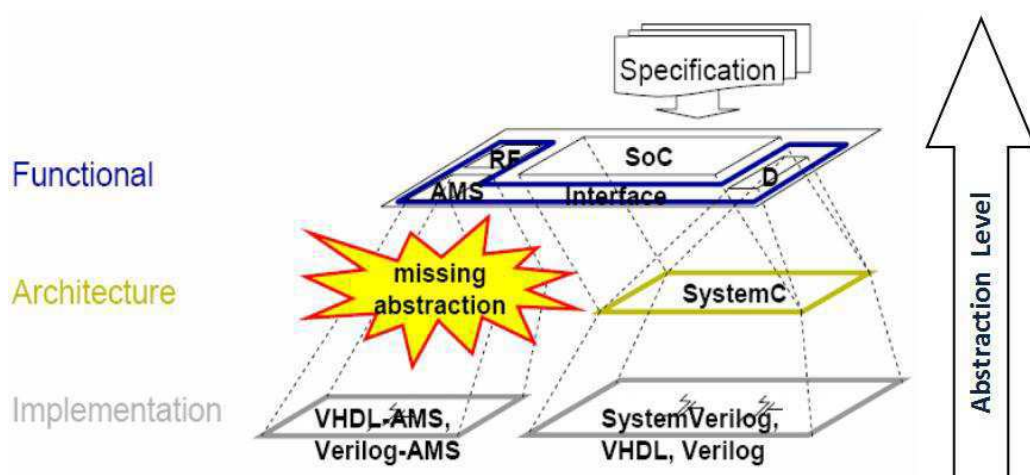 Specification
Functional
RF
SoC
D
AMS
Interface
missing
abstraction
Architecture
SystemC
Implementation
VHDL-AMS,
Verilog-AMS
SystemVerilog,
VHDL, Verilog
Abstraction Level